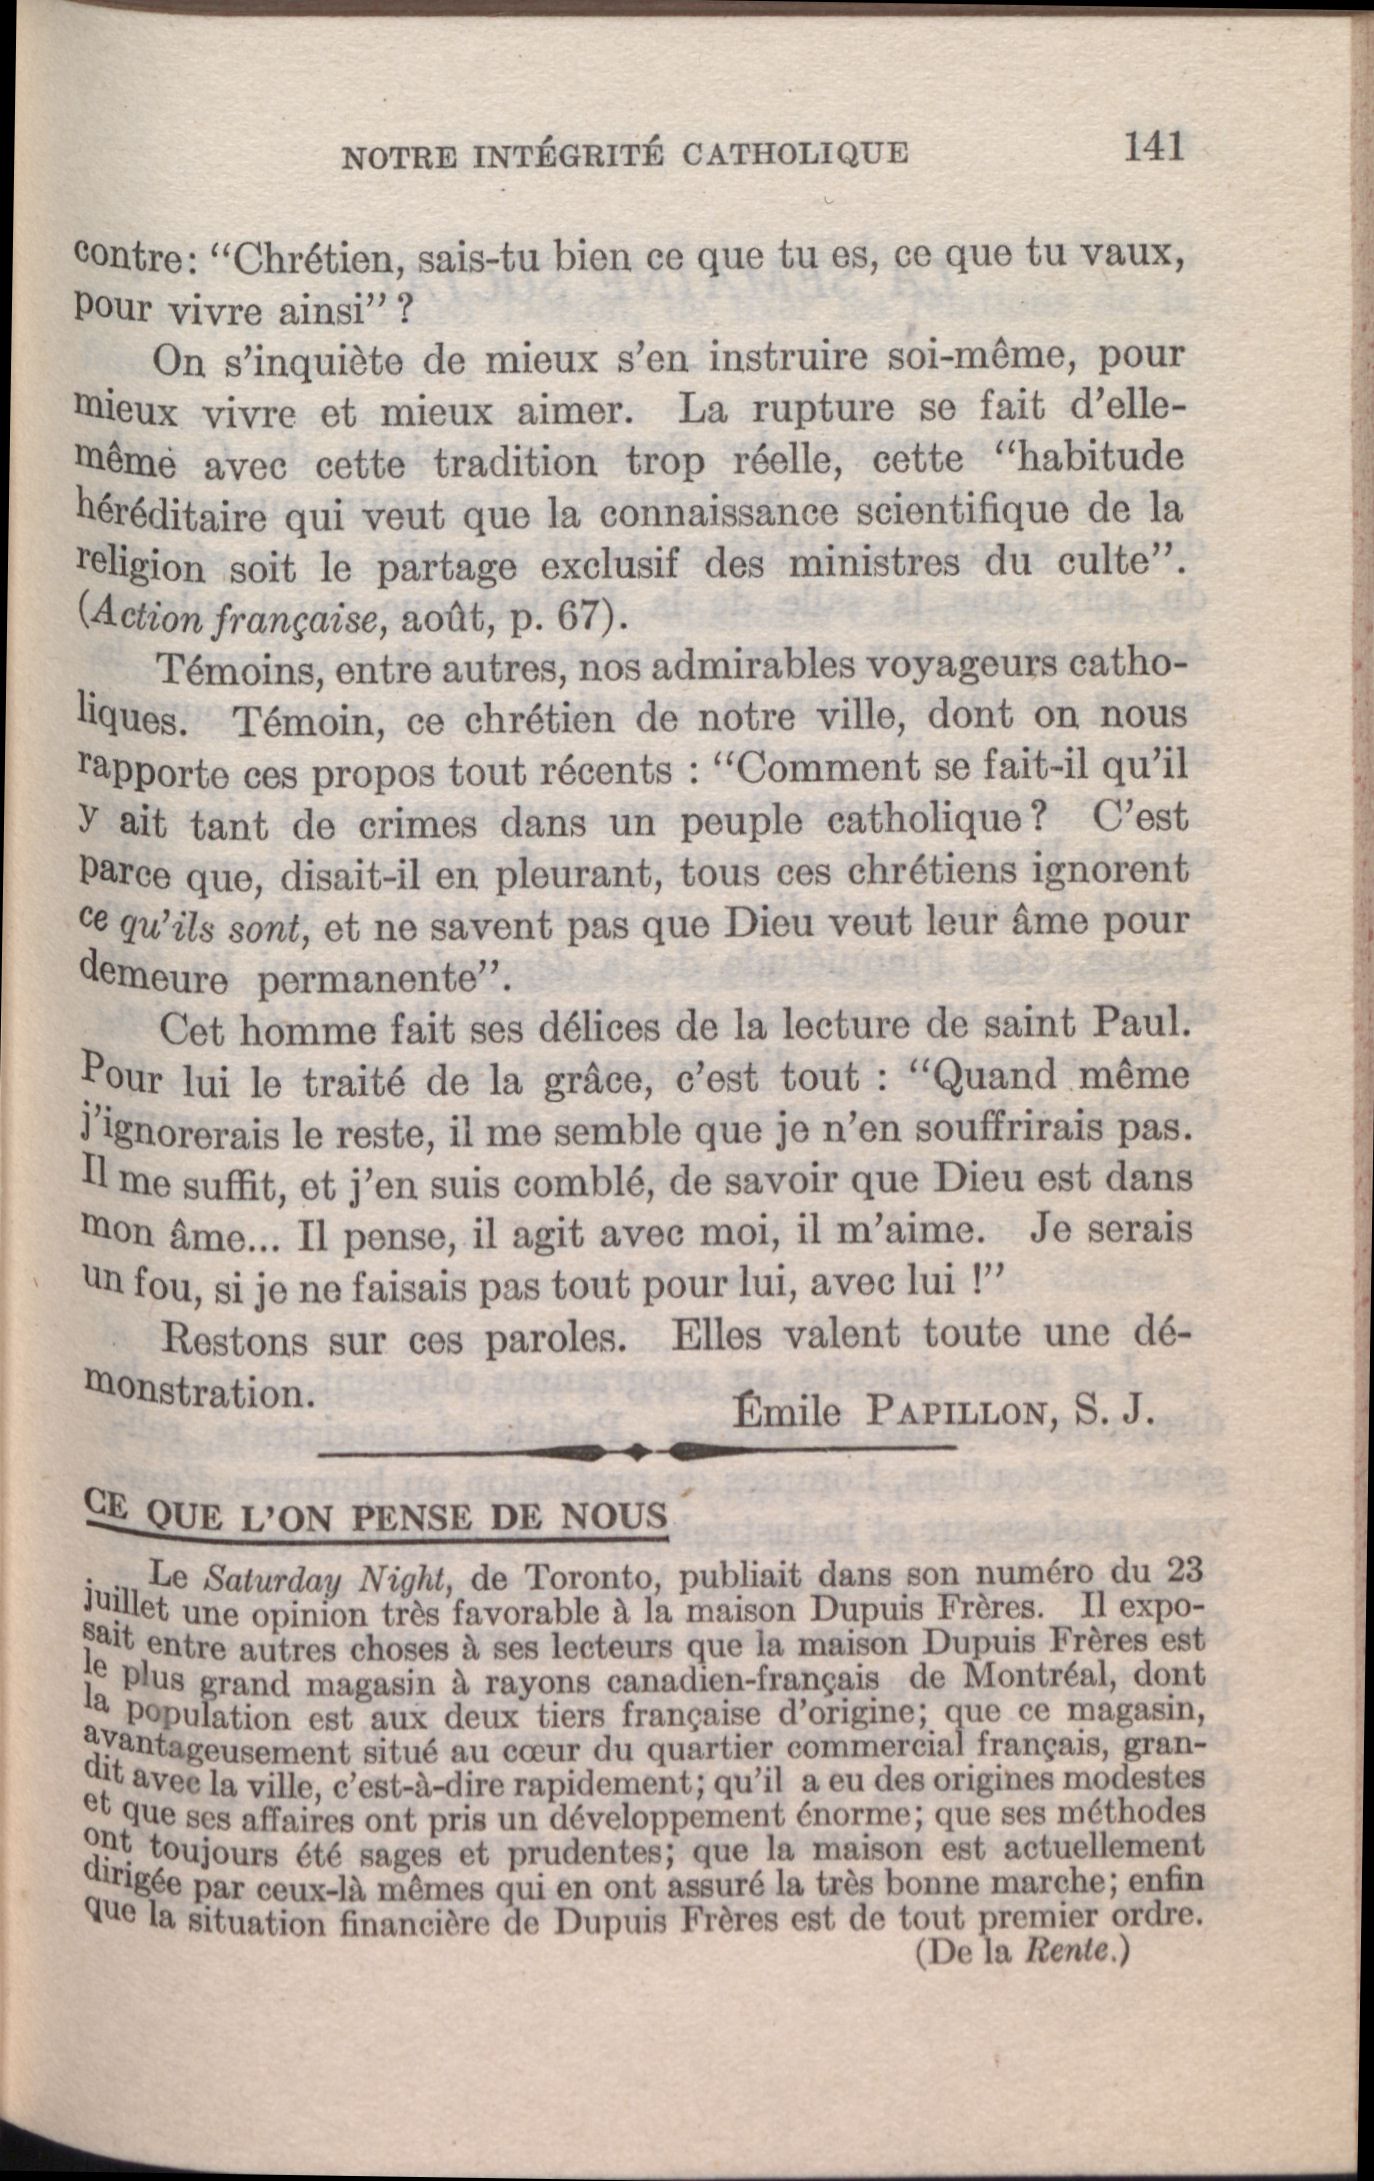 NOTRE INTÉGRITÉ CATHOLIQUE 141
contre: “Chrétien, sais-tu bien ce que tu es, ce que tu vaux,
pour vivre ainsi” ?
On s’inquiète de mieux s’en instruire soi-même, pour
mieux vivre et mieux aimer. La rupture se fait d’elle-
même avec cette tradition trop réelle, cette “habitude
héréditaire qui veut que la connaissance scientifique de la
religion soit le partage exclusif des ministres du culte”.
(Action française, août, p. 67).
Témoins, entre autres, nos admirables voyageurs catho-
liques. Témoin, ce chrétien de notre ville, dont on nous
rapporte ces propos tout récents : “Comment se fait-il qu’il
y ait tant de crimes dans un peuple catholique? C’est
parce que, disait-il en pleurant, tous ces chrétiens ignorent
ce qu’ils sont, et ne savent pas que Dieu veut leur âme pour
demeure permanente”.
Cet homme fait ses délices de la lecture de saint Paul.
Pour lui le traité de la grâce, c’est tout : “Quand même
j’ignorerais le reste, il me semble que je n’en souffrirais pas.
Il me suffit, et j’en suis comblé, de savoir que Dieu est dans
mon âme... Il pense, il agit avec moi, il m’aime. Je serais
un fou, si je ne faisais pas tout pour lui, avec lui !”
Restons sur ces paroles. Elles valent toute une dé-
monstration.
Émile PAPILLON, S. J.
CE QUE L’ON PENSE DE NOUS
Le Saturday Night, de Toronto, publiait dans son numéro du 23
juillet une opinion très favorable à la maison Dupuis Frères. Il expo-
sait entre autres choses à ses lecteurs que la maison Dupuis Frères est
le plus grand magasin à rayons canadien-français de Montréal, dont
la population est aux deux tiers française d’origine; que ce magasin,
avantageusement situé au cœur du quartier commercial français, gran-
dit avec la ville, c’est-à-dire rapidement; qu’il a eu des origines modestes
et que ses affaires ont pris un développement énorme; que ses méthodes
ont toujours été sages et prudentes; que la maison est actuellement
dirigée par ceux-là mêmes qui en ont assuré la très bonne marche; enfin
que la situation financière de Dupuis Frères est de tout premier ordre.
(De la Rente.)